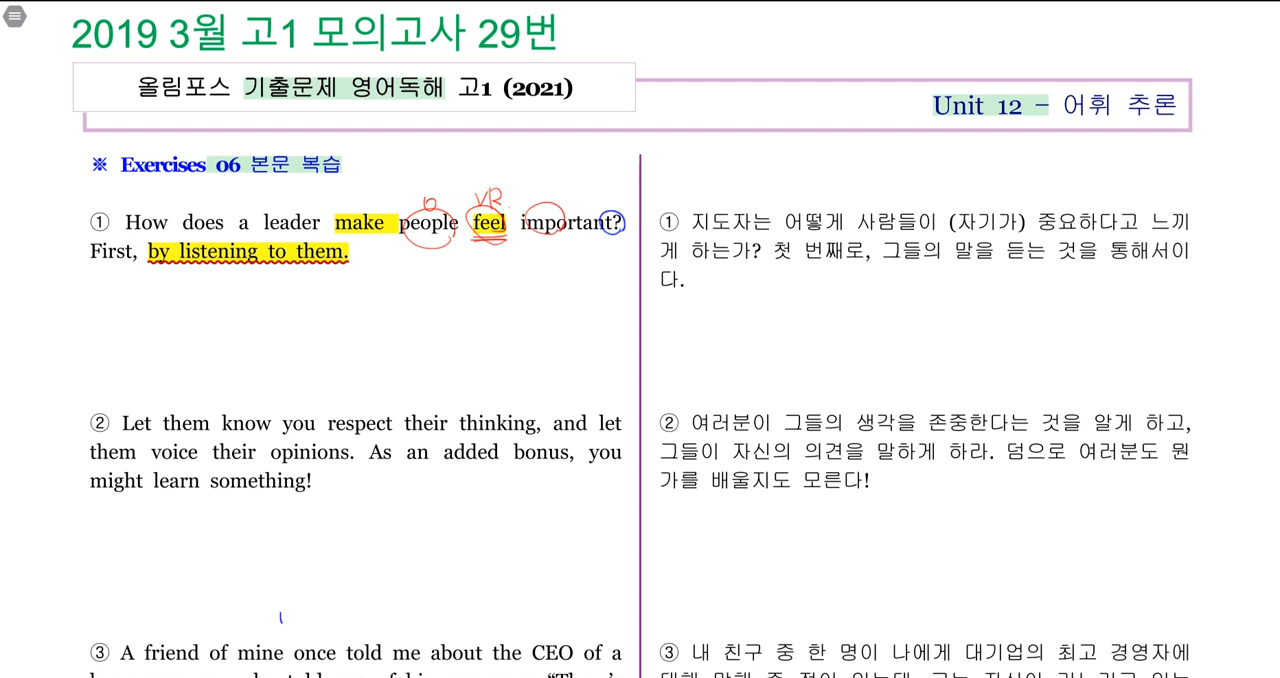 2019 3월 고1 모의고사 29번
올림포스 기출문제 영어독해 고1 (2021)
Unit 12 – 어휘 추론
※ Exercises 06 본문 복습
O VR
① How does a leader make people feel important?
First, by listening to them.
① 지도자는 어떻게 사람들이 (자기가) 중요하다고 느끼
게 하는가? 첫 번째로, 그들의 말을 듣는 것을 통해서이
다.
② Let them know you respect their thinking, and let
them voice their opinions. As an added bonus, you
might learn something!
② 여러분이 그들의 생각을 존중한다는 것을 알게 하고,
그들이 자신의 의견을 말하게 하라. 덤으로 여러분도 뭔
가를 배울지도 모른다!
③ A friend of mine once told me about the CEO of a
③ 내 친구 중 한 명이 나에게 대기업의 최고 경영자에